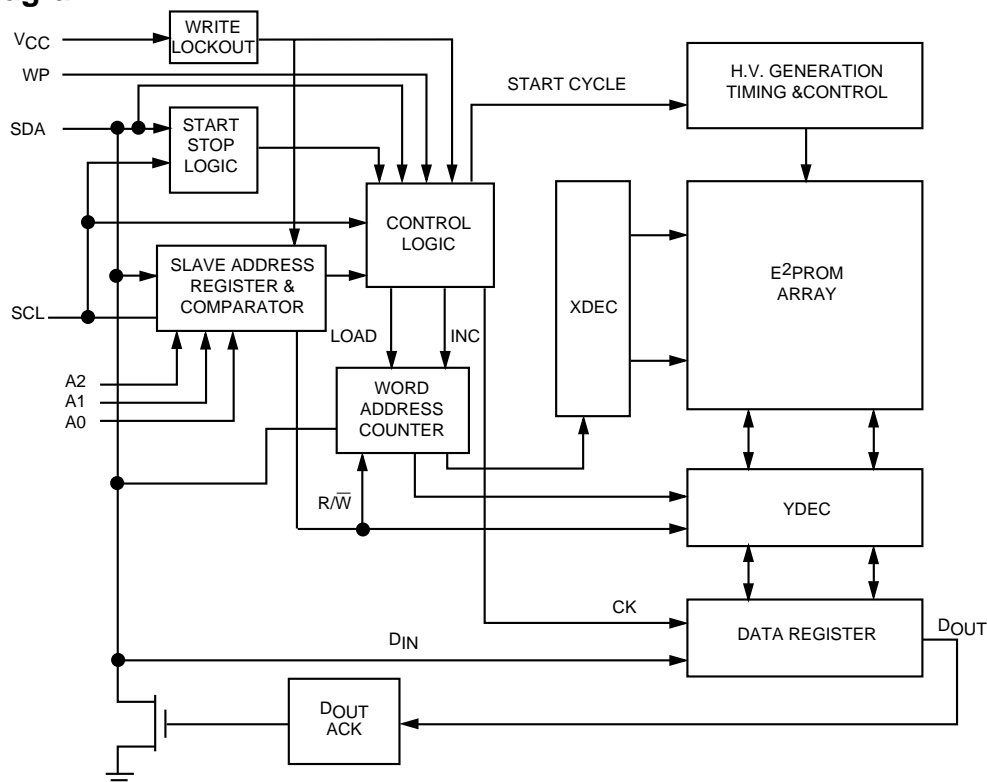 VCC
WRITE
LOCKOUT
WP
SDA
START
STOP
LOGIC
START CYCLE
H.V. GENERATION
TIMING &CONTROL
CONTROL
LOGIC
SLAVE ADDRESS
REGISTER &
COMPARATOR
SCL
A2
A1
A0
LOAD
INC
WORD
ADDRESS
COUNTER
XDEC
E2PROM
ARRAY
R/W̅
YDEC
CK
DATA REGISTER
DOUT
DIN
DOUT
ACK